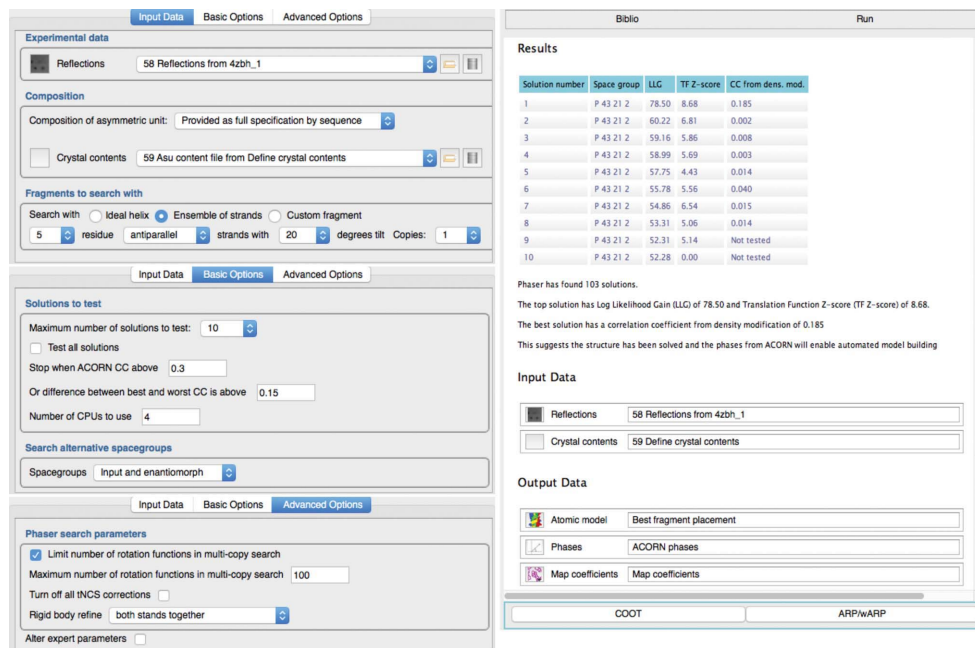 Input Data Basic Options Advanced Options
Experimental data
Reflections 58 Reflections from 4zbh_1
Composition
Composition of asymmetric unit: Provided as full specification by sequence
Crystal contents 59 Asu content file from Define crystal contents
Fragments to search with
Search with Ideal helix Ensemble of strands Custom fragment
5 residue antiparallel strands with 20 degrees tilt Copies: 1
Input Data Basic Options Advanced Options
Solutions to test
Maximum number of solutions to test: 10
Test all solutions
Stop when ACORN CC above 0.3
Or difference between best and worst CC is above 0.15
Number of CPUs to use 4
Search alternative spacegroups
Spacegroups Input and enantiomorph
Input Data Basic Options Advanced Options
Phaser search parameters
Limit number of rotation functions in multi-copy search
Maximum number of rotation functions in multi-copy search 100
Turn off all tNCS corrections
Rigid body refine both stands together
Alter expert parameters
Biblio Run
Results
Solution number Space group LLG TF Z-score CC from dens. mod.
1 P 43 21 2 78.50 8.68 0.185
2 P 43 21 2 60.22 6.81 0.002
3 P 43 21 2 59.16 5.86 0.008
4 P 43 21 2 58.99 5.69 0.003
5 P 43 21 2 57.75 4.43 0.014
6 P 43 21 2 55.78 5.56 0.040
7 P 43 21 2 54.86 6.54 0.015
8 P 43 21 2 53.31 5.06 0.014
9 P 43 21 2 52.31 5.14 Not tested
10 P 43 21 2 52.28 0.00 Not tested
Phaser has found 103 solutions.
The top solution has Log Likelihood Gain (LLG) of 78.50 and Translation Function Z-score (TF Z-score) of 8.68.
The best solution has a correlation coefficient from density modification of 0.185
This suggests the structure has been solved and the phases from ACORN will enable automated model building
Input Data
Reflections 58 Reflections from 4zbh_1
Crystal contents 59 Define crystal contents
Output Data
Atomic model Best fragment placement
Phases ACORN phases
Map coefficients Map coefficients
COOT ARP/wARP